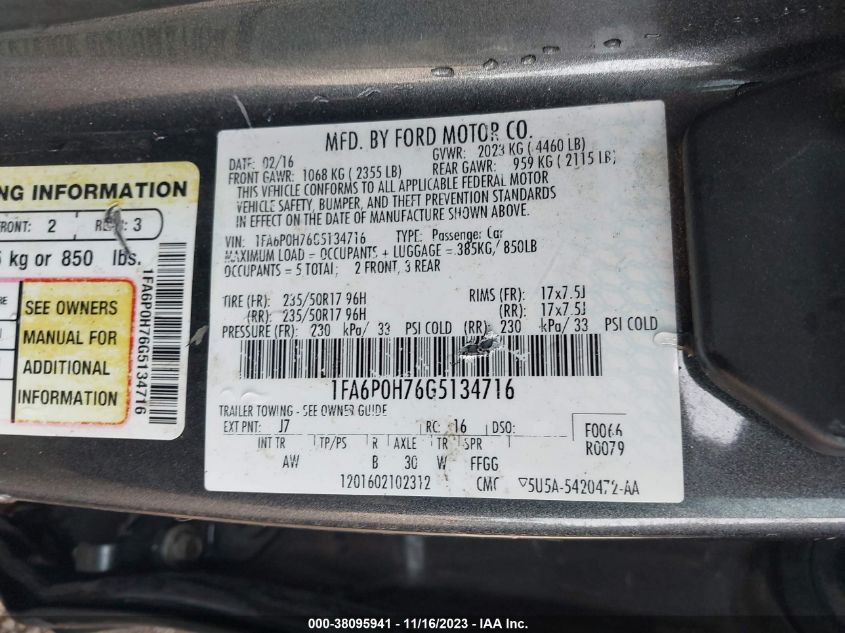 MFD. BY FORD MOTOR CO.
DATE: 02/16 GVWR: 2023 KG ( 4460 LB)
FRONT GAWR: 1068 KG ( 2355 LB) REAR GAWR: 959 KG ( 2115 LB)
THIS VEHICLE CONFORMS TO ALL APPLICABLE FEDERAL MOTOR
VEHICLE SAFETY, BUMPER, AND THEFT PREVENTION STANDARDS
IN EFFECT ON THE DATE OF MANUFACTURE SHOWN ABOVE.
VIN: 1FA6P0H76G5134716 TYPE: Passenger Car
MAXIMUM LOAD = OCCUPANTS + LUGGAGE = 385KG/ 850LB
OCCUPANTS = 5 TOTAL; 2 FRONT, 3 REAR
TIRE (FR): 235/50R17 96H RIMS (FR): 17x7.5J
(RR): 235/50R17 96H (RR): 17x7.5J
PRESSURE (FR): 230 kPa/ 33 PSI COLD (RR): 230 kPa/ 33 PSI COLD
1FA6P0H76G5134716
TRAILER TOWING - SEE OWNER GUIDE
EXT PNT: J7 RC: 16 DSO: F0066
R0079
INT TR TP/PS R AXLE TR SPR
AW B 30 W FFGG
1201602102312 CMC ▽5U5A-5420472-AA
NG INFORMATION
FRONT: 2 3
kg or 850 lbs.
SEE OWNERS
MANUAL FOR
ADDITIONAL
INFORMATION
1FA6P0H76G5134716
000-38095941 - 11/16/2023 - IAA Inc.